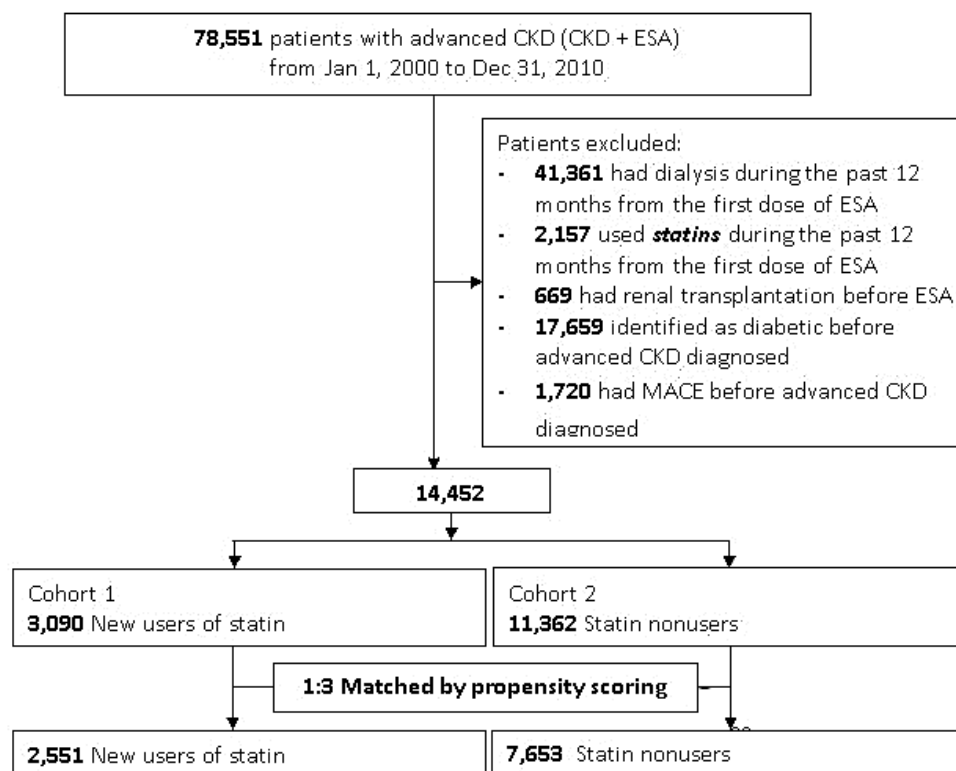 78,551 patients with advanced CKD (CKD + ESA)
from Jan 1, 2000 to Dec 31, 2010
Patients excluded:
- 41,361 had dialysis during the past 12
months from the first dose of ESA
- 2,157 used statins during the past 12
months from the first dose of ESA
- 669 had renal transplantation before ESA
- 17,659 identified as diabetic before
advanced CKD diagnosed
- 1,720 had MACE before advanced CKD
diagnosed
14,452
Cohort 1
3,090 New users of statin
Cohort 2
11,362 Statin nonusers
1:3 Matched by propensity scoring
2,551 New users of statin
7,653 Statin nonusers